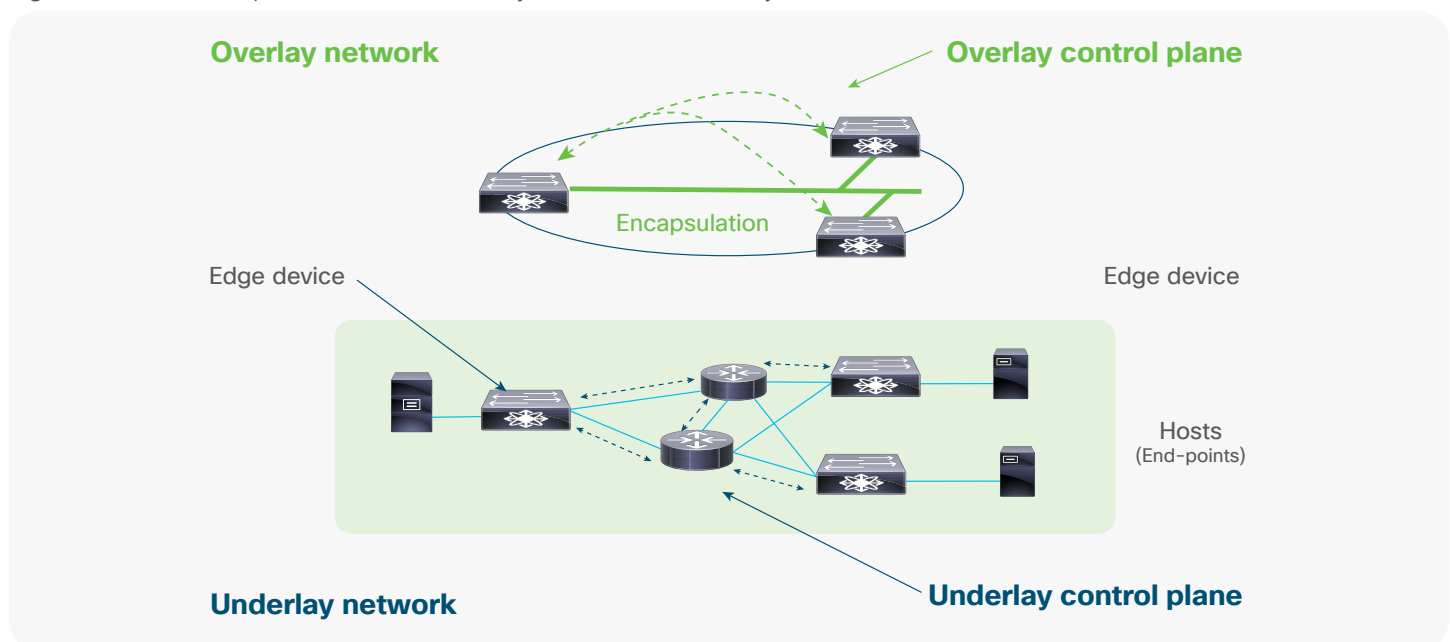 Overlay network
Overlay control plane
Encapsulation
Edge device
Edge device
Hosts
(End-points)
Underlay control plane
Underlay network